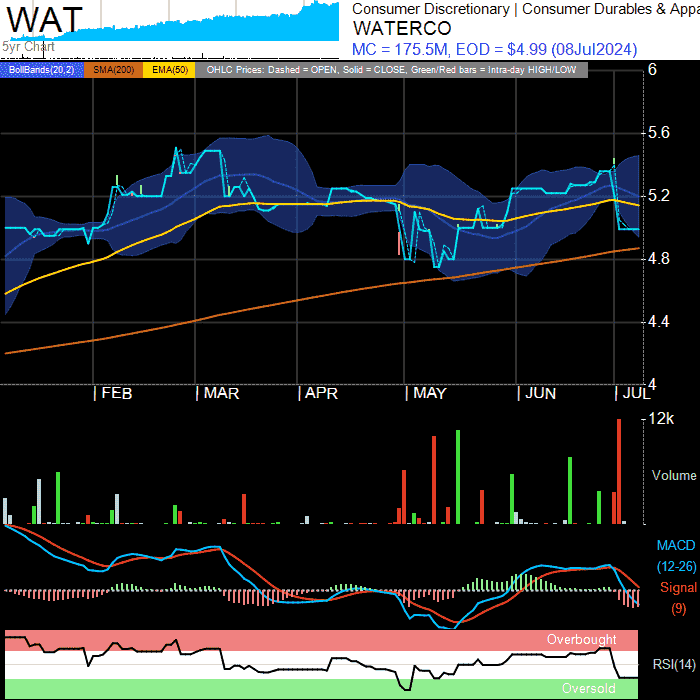 WAT
5yr Chart
Consumer Discretionary | Consumer Durables & Appa
WATERCO
MC = 175.5M, EOD = $4.99 (08Jul2024)
BollBands(20,2) SMA(200) EMA(50) OHLC Prices: Dashed = OPEN, Solid = CLOSE, Green/Red bars = Intra-day HIGH/LOW
6
5.6
5.2
4.8
4.4
4
FEB MAR APR MAY JUN JUL
12k
Volume
MACD
(12-26)
Signal
(9)
Overbought
RSI(14)
Oversold